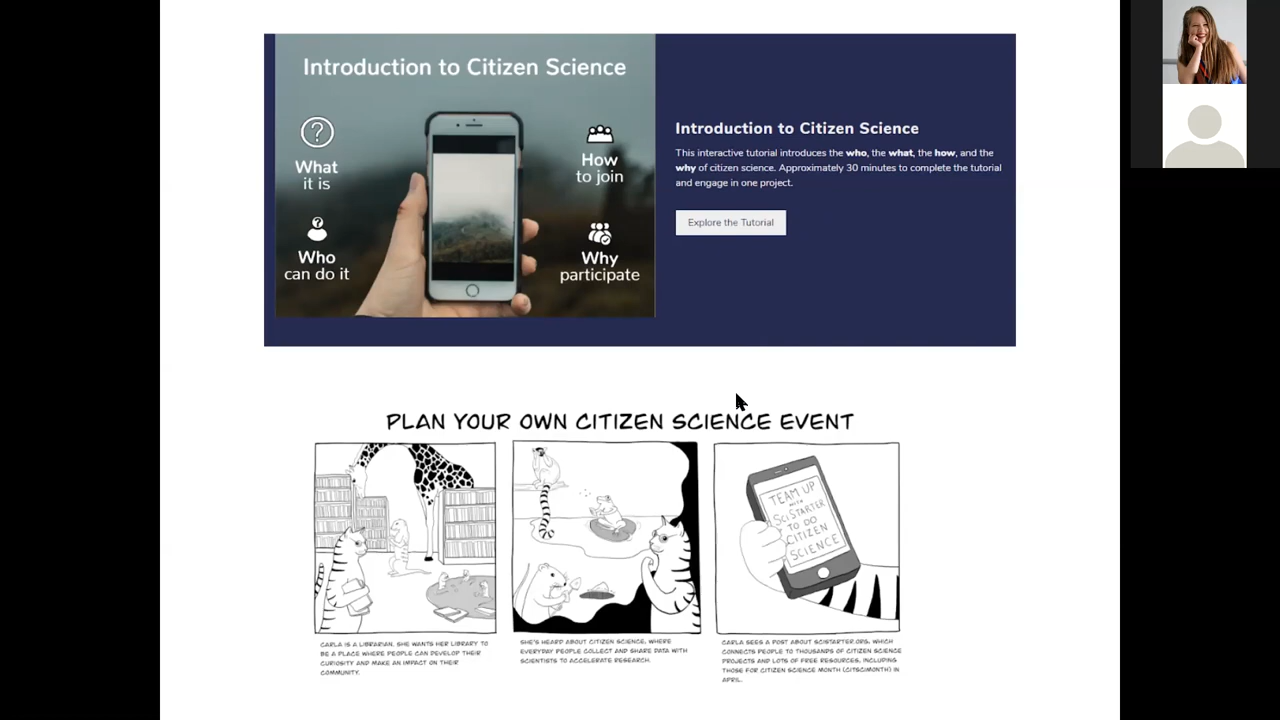 Introduction to Citizen Science
What
it is
How
to join
Who
can do it
Why
participate
Introduction to Citizen Science
This interactive tutorial introduces the who, the what, the how, and the
why of citizen science. Approximately 30 minutes to complete the tutorial
and engage in one project.
Explore the Tutorial
PLAN YOUR OWN CITIZEN SCIENCE EVENT
TEAM UP
WITH
SCISTARTER
TO DO
CITIZEN
SCIENCE
CARLA IS A LIBRARIAN. SHE WANTS HER LIBRARY TO
BE A PLACE WHERE PEOPLE CAN DEVELOP THEIR
CURIOSITY AND MAKE AN IMPACT ON THEIR
COMMUNITY.
SHE'S HEARD ABOUT CITIZEN SCIENCE, WHERE
EVERYDAY PEOPLE COLLECT AND SHARE DATA WITH
SCIENTISTS TO ACCELERATE RESEARCH.
CARLA SEES A POST ABOUT SCISTARTER.ORG, WHICH
CONNECTS PEOPLE TO THOUSANDS OF CITIZEN SCIENCE
PROJECTS AND LOTS OF FREE RESOURCES, INCLUDING
THOSE FOR CITIZEN SCIENCE MONTH (CITSCIMONTH) IN
APRIL.